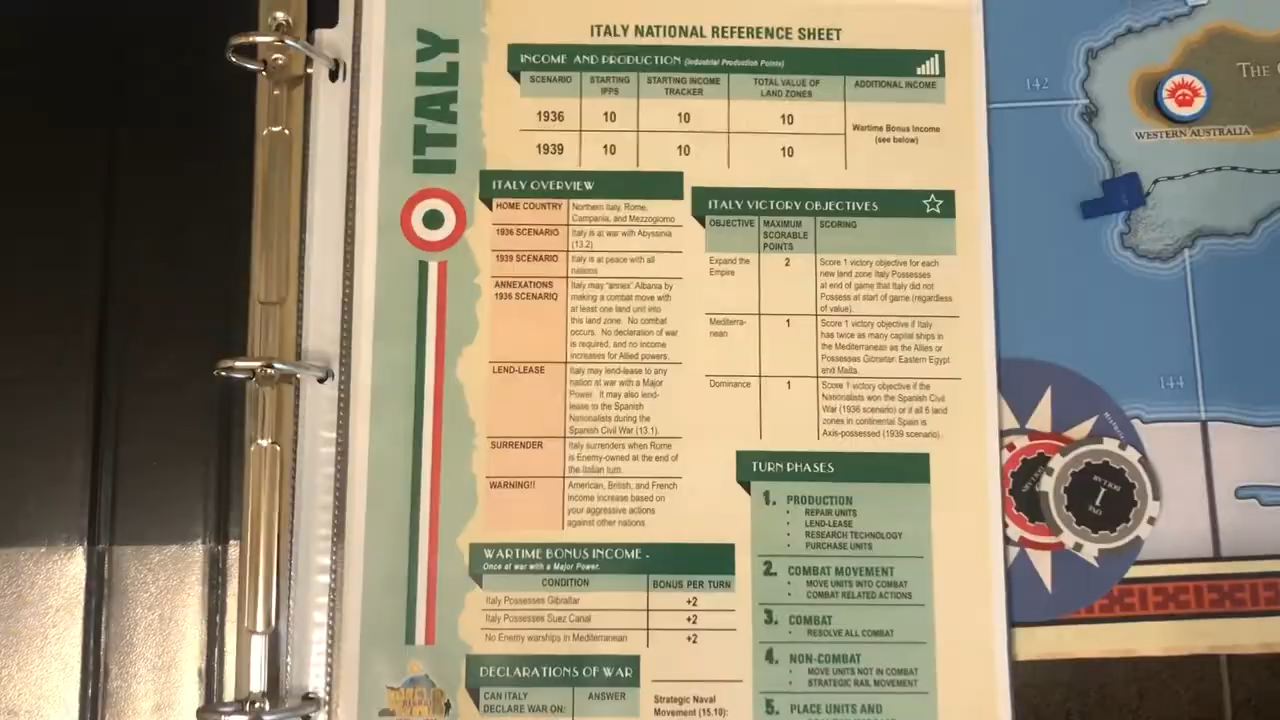 ITALY
ITALY NATIONAL REFERENCE SHEET
INCOME AND PRODUCTION (Industrial Production Points)
SCENARIO
STARTING
IPPS
STARTING INCOME
TRACKER
TOTAL VALUE OF
LAND ZONES
ADDITIONAL INCOME
1936
10
10
10
Wartime Bonus Income
(see below)
1939
10
10
10
ITALY OVERVIEW
HOME COUNTRY
Northern Italy, Rome,
Campania, and Mezzogiorno
1936 SCENARIO
Italy is at war with Abyssinia
(13.2)
1939 SCENARIO
Italy is at peace with all
nations
ANNEXATIONS
1936 SCENARIO
Italy may "annex" Albania by
making a combat move with
at least one land unit into
this land zone. No combat
occurs. No declaration of war
is required, and no income
increases for Allied powers.
LEND-LEASE
Italy may lend-lease to any
nation at war with a Major
Power. It may also lend-
lease to the Spanish
Nationalists during the
Spanish Civil War (13.1).
SURRENDER
Italy surrenders when Rome
is Enemy-owned at the end of
the Italian turn.
WARNING!!
American, British, and French
Income increase based on
your aggressive actions
against other nations
ITALY VICTORY OBJECTIVES
OBJECTIVE
MAXIMUM
SCORABLE
POINTS
SCORING
Expand the
Empire
2
Score 1 victory objective for each
new land zone Italy Possesses
at end of game that Italy did not
Possess at start of game (regardless
of value).
Mediterra-
nean
1
Score 1 victory objective if Italy
has twice as many capital ships in
the Mediterranean as the Allies or
Possesses Gibraltar, Eastern Egypt
and Malta.
Dominance
1
Score 1 victory objective if the
Nationalists won the Spanish Civil
War (1936 scenario) or if all 6 land
zones in continental Spain is
Axis-possessed (1939 scenario).
WARTIME BONUS INCOME -
Once at war with a Major Power.
CONDITION
BONUS PER TURN
Italy Possesses Gibraltar
+2
Italy Possesses Suez Canal
+2
No Enemy warships in Mediterranean
+2
DECLARATIONS OF WAR
CAN ITALY
DECLARE WAR ON:
ANSWER
Strategic Naval
Movement (15.10):
TURN PHASES
1. PRODUCTION
• REPAIR UNITS
• LEND-LEASE
• RESEARCH TECHNOLOGY
• PURCHASE UNITS
2. COMBAT MOVEMENT
• MOVE UNITS INTO COMBAT
• COMBAT RELATED ACTIONS
3. COMBAT
• RESOLVE ALL COMBAT
4. NON-COMBAT
• MOVE UNITS NOT IN COMBAT
• STRATEGIC RAIL MOVEMENT
5. PLACE UNITS AND
142
THE
WESTERN AUSTRALIA
144
ONE
1
DOLLAR